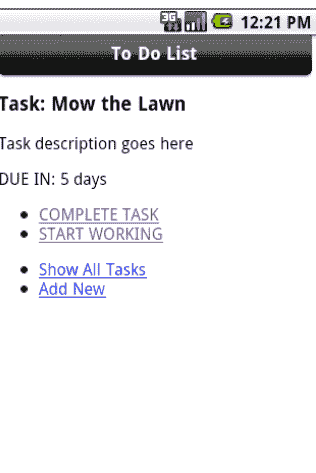 3G 12:21 PM
To Do List
Task: Mow the Lawn
Task description goes here
DUE IN: 5 days
COMPLETE TASK
START WORKING
Show All Tasks
Add New